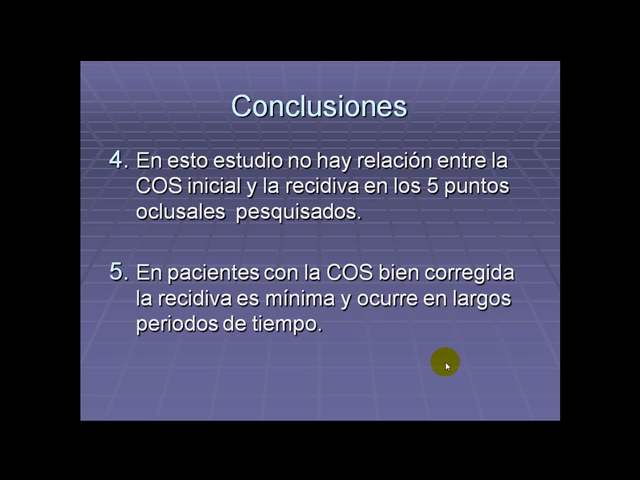 Conclusiones
4. En esto estudio no hay relación entre la
COS inicial y la recidiva en los 5 puntos
oclusales pesquisados.
5. En pacientes con la COS bien corregida
la recidiva es mínima y ocurre en largos
periodos de tiempo.